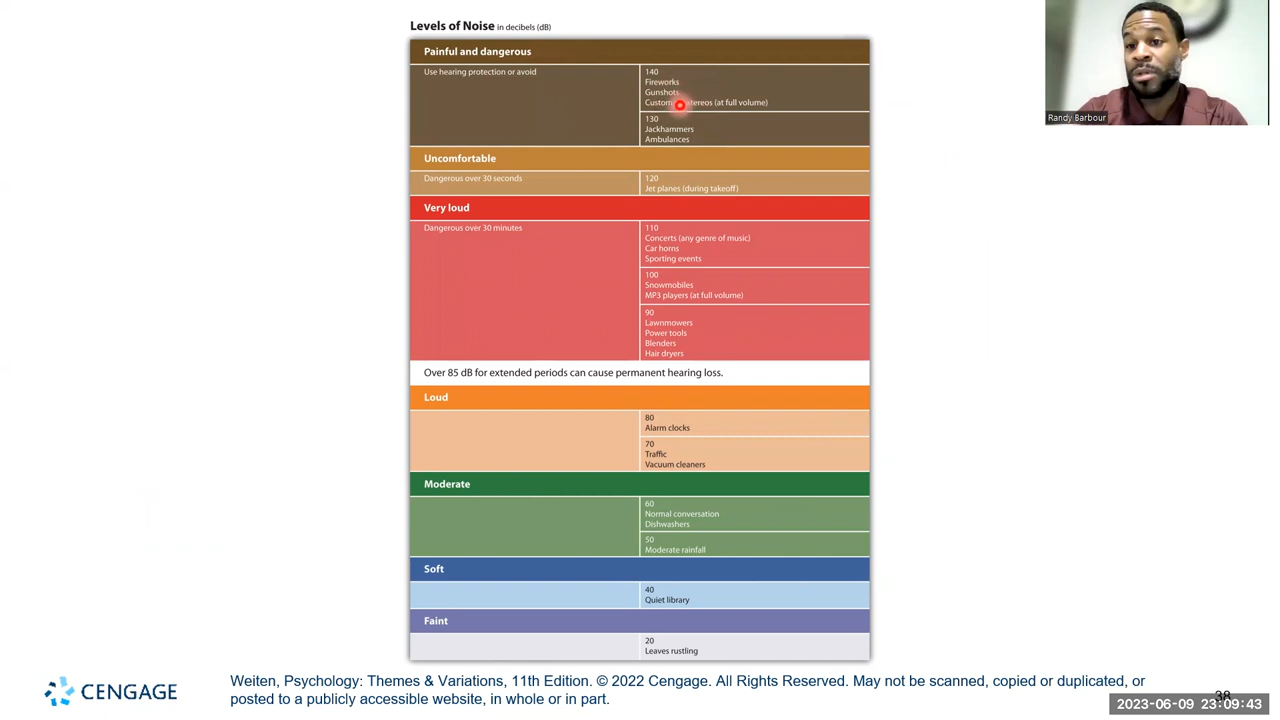 Levels of Noise in decibels (dB)
Painful and dangerous
Use hearing protection or avoid
140
Fireworks
Gunshots
Custom stereos (at full volume)
130
Jackhammers
Ambulances
Uncomfortable
Dangerous over 30 seconds
120
Jet planes (during takeoff)
Very loud
Dangerous over 30 minutes
110
Concerts (any genre of music)
Car horns
Sporting events
100
Snowmobiles
MP3 players (at full volume)
90
Lawnmowers
Power tools
Blenders
Hair dryers
Over 85 dB for extended periods can cause permanent hearing loss.
Loud
80
Alarm clocks
70
Traffic
Vacuum cleaners
Moderate
60
Normal conversation
Dishwashers
50
Moderate rainfall
Soft
40
Quiet library
Faint
20
Leaves rustling
Randy Barbour
CENGAGE
Weiten, Psychology: Themes & Variations, 11th Edition. © 2022 Cengage. All Rights Reserved. May not be scanned, copied or duplicated, or
posted to a publicly accessible website, in whole or in part.
38
2023-06-09 23:09:43